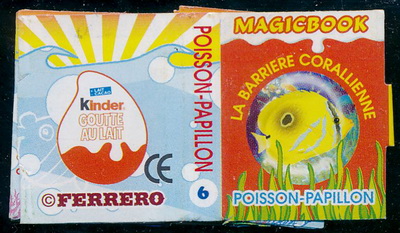 LAIT
CACAO
Kinder
GOUTTE
AU LAIT
CE
© FERRERO
POISSON-PAPILLON
6
MAGICBOOK
LA BARRIERE CORALLIENNE
POISSON-PAPILLON